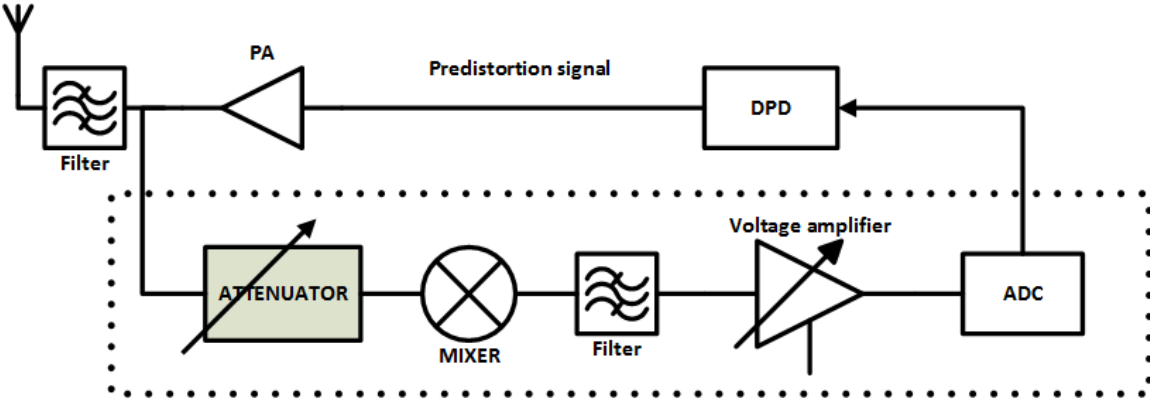 PA
Predistortion signal
DPD
Filter
Voltage amplifier
ATTENUATOR
MIXER
Filter
ADC